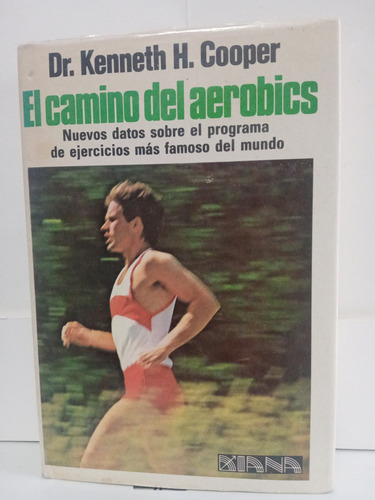 Dr. Kenneth H. Cooper
El camino del aerobics
Nuevos datos sobre el programa
de ejercicios más famoso del mundo
DIANA